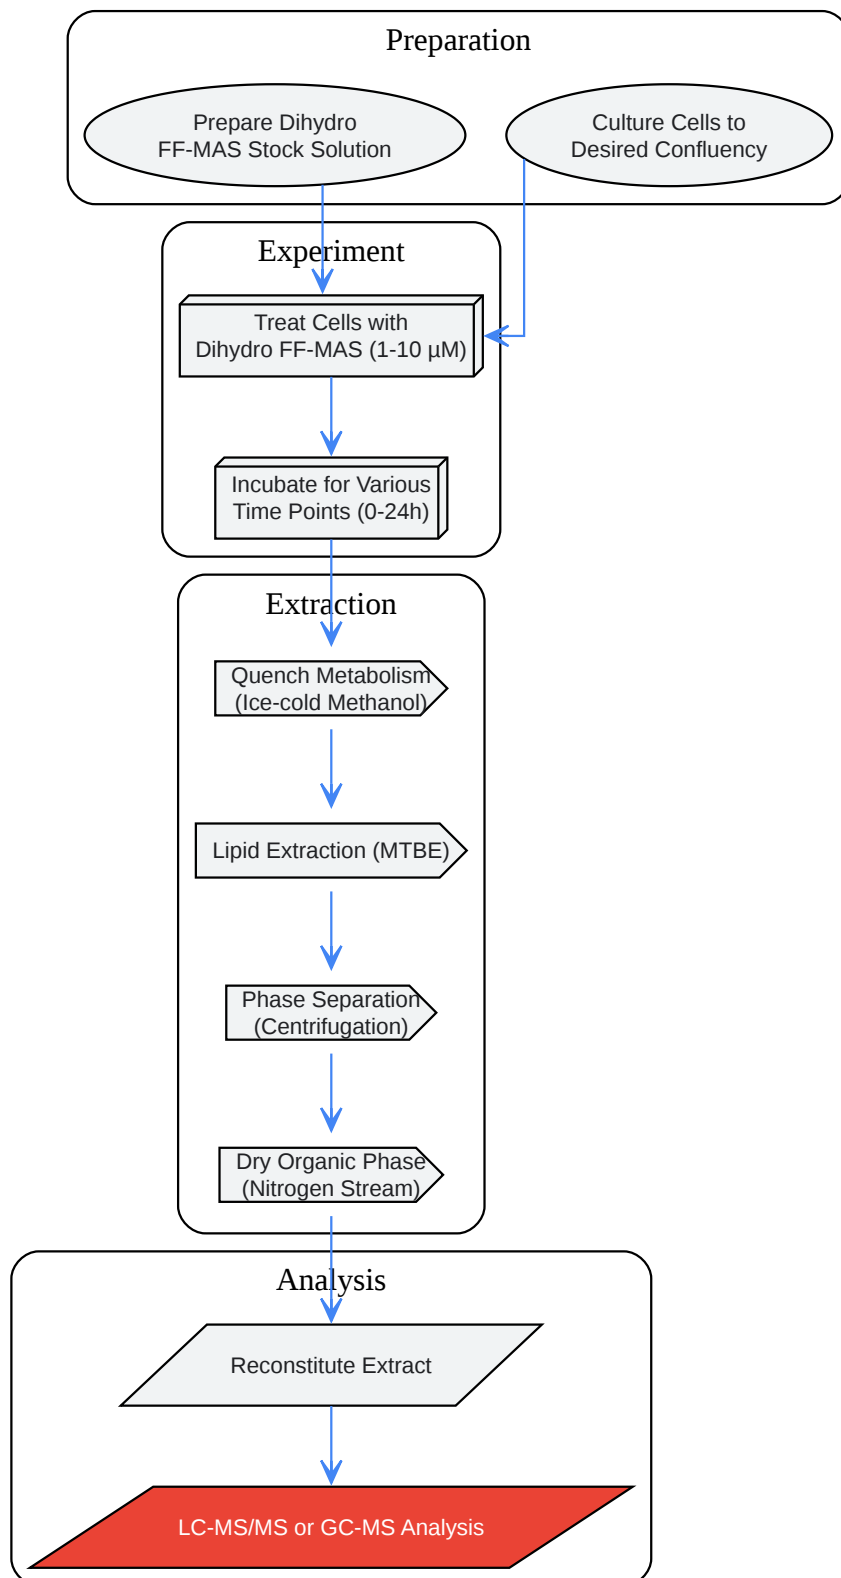 Preparation
Prepare Dihydro
FF-MAS Stock Solution
Culture Cells to
Desired Confluency
Experiment
Treat Cells with
Dihydro FF-MAS (1-10 µM)
Incubate for Various
Time Points (0-24h)
Extraction
Quench Metabolism
(Ice-cold Methanol)
Lipid Extraction (MTBE)
Phase Separation
(Centrifugation)
Dry Organic Phase
(Nitrogen Stream)
Analysis
Reconstitute Extract
LC-MS/MS or GC-MS Analysis